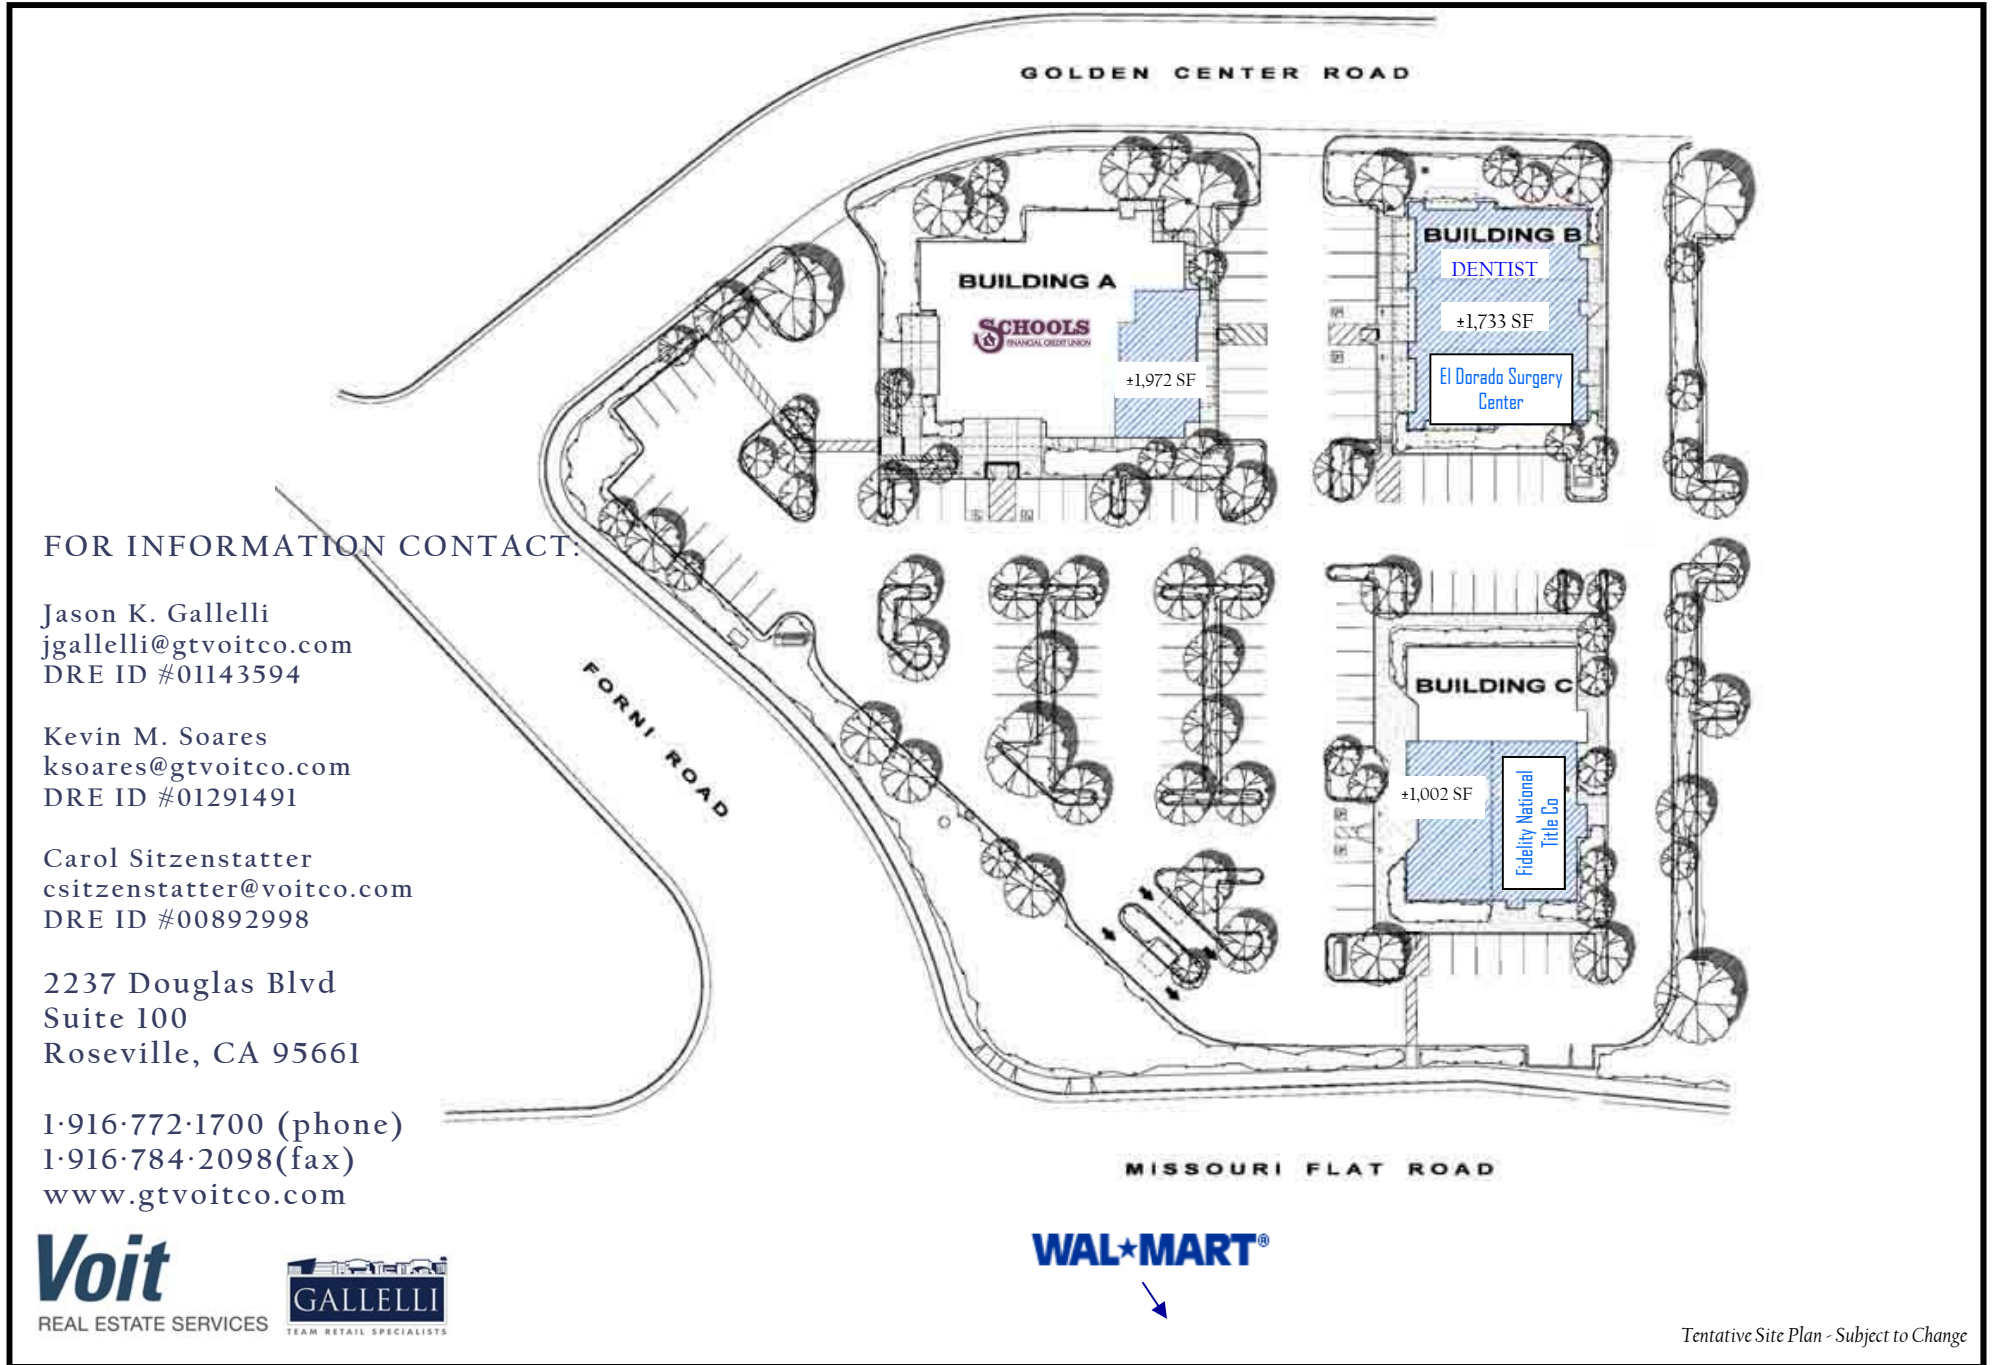 GOLDEN CENTER ROAD
BUILDING A
SCHOOLS
FINANCIAL CREDIT UNION
±1,972 SF
BUILDING B
DENTIST
±1,733 SF
El Dorado Surgery
Center
FOR INFORMATION CONTACT:
Jason K. Gallelli
jgallelli@gtvoitco.com
DRE ID #01143594
Kevin M. Soares
ksoares@gtvoitco.com
DRE ID #01291491
Carol Sitzenstatter
csitzenstatter@voitco.com
DRE ID #00892998
2237 Douglas Blvd
Suite 100
Roseville, CA 95661
1·916·772·1700 (phone)
1·916·784·2098(fax)
www.gtvoitco.com
FORNI ROAD
BUILDING C
±1,002 SF
Fidelity National
Title Co
MISSOURI FLAT ROAD
WAL★MART®
Voit
REAL ESTATE SERVICES
GALLELLI
TEAM RETAIL SPECIALISTS
Tentative Site Plan - Subject to Change